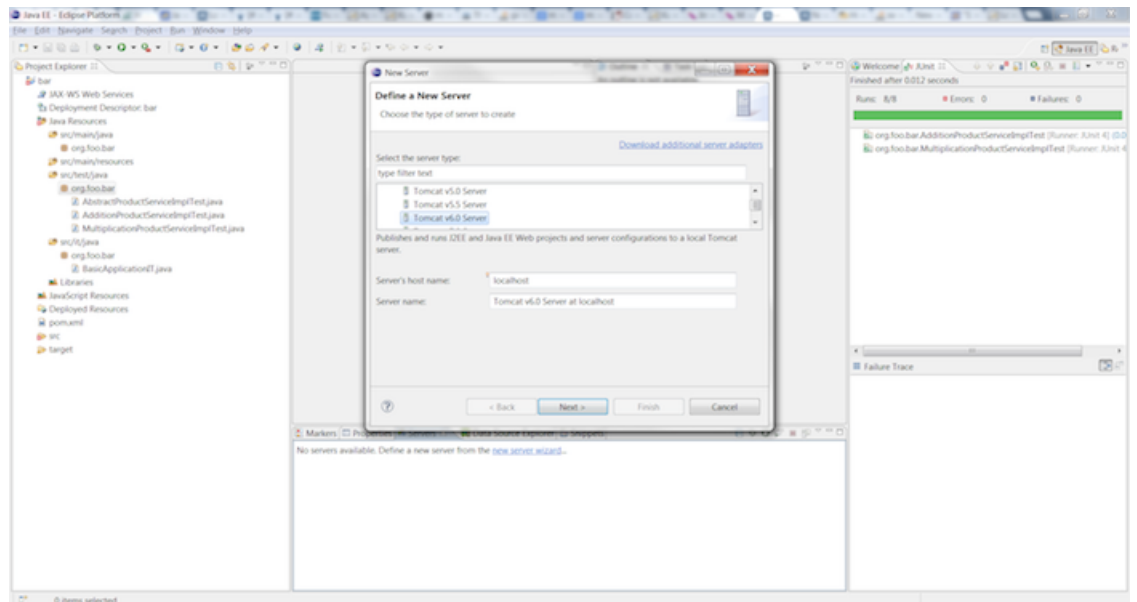 Java EE - Eclipse Platform
File Edit Navigate Search Project Run Window Help
Java EE
Project Explorer
bar
JAX-WS Web Services
Deployment Descriptor: bar
Java Resources
src/main/java
org.foo.bar
src/main/resources
src/test/java
org.foo.bar
AbstractProductServiceImplTest.java
AdditionProductServiceImplTest.java
MultiplicationProductServiceImplTest.java
src/it/java
org.foo.bar
BasicApplicationIT.java
Libraries
JavaScript Resources
Deployed Resources
pom.xml
src
target
New Server
Define a New Server
Choose the type of server to create
Download additional server adapters
Select the server type:
type filter text
Tomcat v5.0 Server
Tomcat v5.5 Server
Tomcat v6.0 Server
Publishes and runs J2EE and Java EE Web projects and server configurations to a local Tomcat
server.
Server's host name: localhost
Server name: Tomcat v6.0 Server at localhost
< Back Next > Finish Cancel
Markers Properties Servers Data Source Explorer Snippets
No servers available. Define a new server from the new server wizard...
Welcome JUnit
Finished after 0.012 seconds
Runs: 8/8 Errors: 0 Failures: 0
org.foo.bar.AdditionProductServiceImplTest [Runner: JUnit 4] (0.0
org.foo.bar.MultiplicationProductServiceImplTest [Runner: JUnit 4
Failure Trace
0 items selected